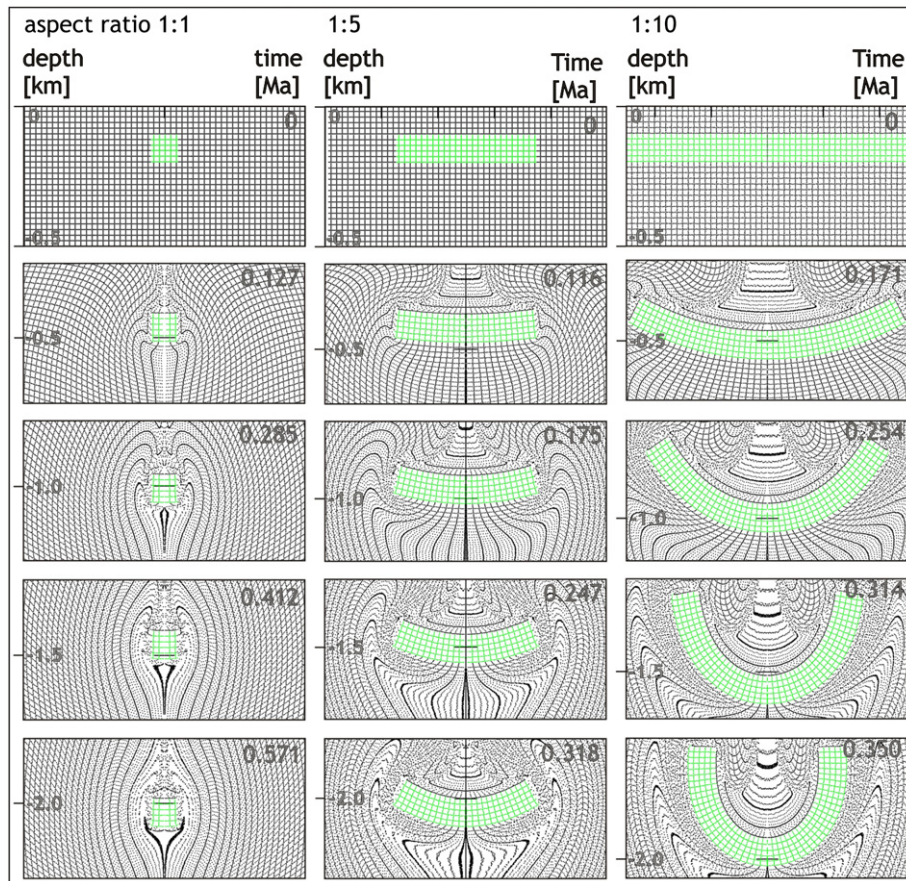 aspect ratio 1:1 1:5 1:10
depth time depth Time depth Time
[km] [Ma] [km] [Ma] [km] [Ma]
0 0 0 0 0 0
-0.5 -0.5 -0.5
0.127 0.116 0.171
-0.5 -0.5 -0.5
0.285 0.175 0.254
-1.0 -1.0 -1.0
0.412 0.247 0.314
-1.5 -1.5 -1.5
0.571 0.318 0.350
-2.0 -2.0 -2.0